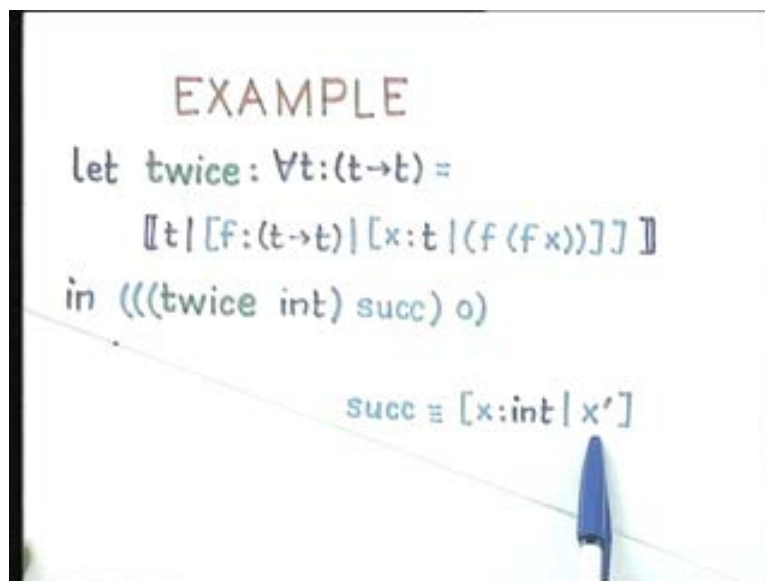 EXAMPLE
let twice: ∀t:(t→t) =
⟦t|[f:(t→t)|[x:t|(f(fx))]]⟧
in (((twice int) succ) o)
succ ≡ [x:int|x′]